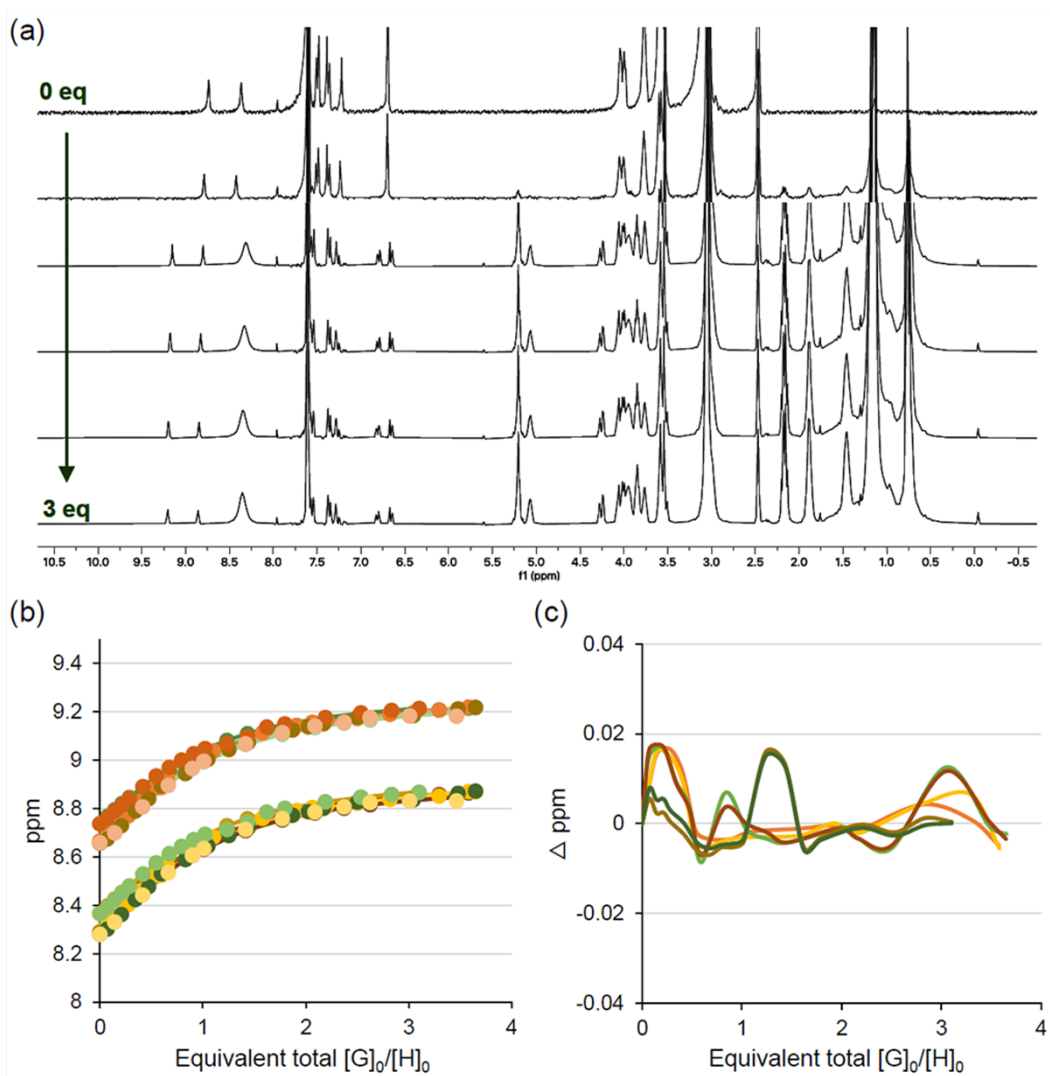 (a)
0 eq
3 eq
10.5 10.0 9.5 9.0 8.5 8.0 7.5 7.0 6.5 6.0 5.5 5.0 4.5 4.0 3.5 3.0 2.5 2.0 1.5 1.0 0.5 0.0 -0.5
f1 (ppm)
(b)
ppm
9.4
9.2
9
8.8
8.6
8.4
8.2
8
0 1 2 3 4
Equivalent total [G]₀/[H]₀
(c)
△ ppm
0.04
0.02
0
-0.02
-0.04
0 1 2 3 4
Equivalent total [G]₀/[H]₀